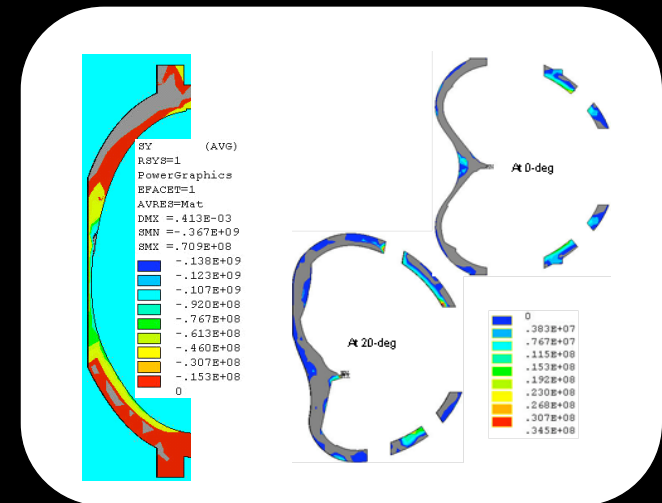 SY (AVG)
RSYS=1
PowerGraphics
EFACET=1
AVRES=Mat
DMX =.413E-03
SMN =-.367E+09
SMX =.709E+08
-.138E+09
-.123E+09
-.107E+09
-.920E+08
-.767E+08
-.613E+08
-.460E+08
-.307E+08
-.153E+08
0
At 0-deg
At 20-deg
0
.383E+07
.767E+07
.115E+08
.153E+08
.192E+08
.230E+08
.268E+08
.307E+08
.345E+08